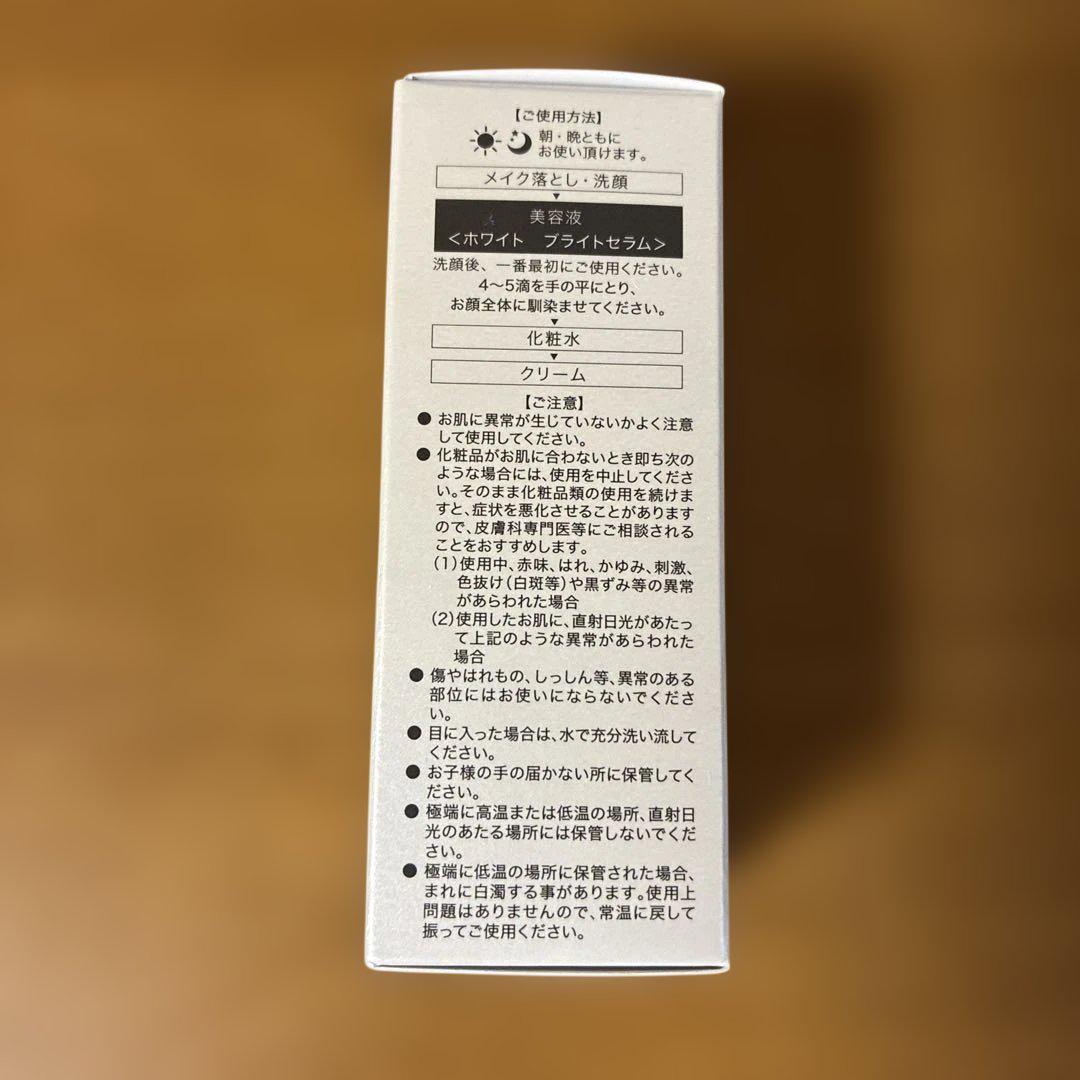 【ご使用方法】
朝・晩ともに
お使い頂けます。
メイク落とし・洗顔
美容液
＜ホワイト　ブライトセラム＞
洗顔後、一番最初にご使用ください。
4〜5滴を手の平にとり、
お顔全体に馴染ませてください。
化粧水
クリーム
【ご注意】
● お肌に異常が生じていないかよく注意
して使用してください。
● 化粧品がお肌に合わないとき即ち次の
ような場合には、使用を中止してくださ
い。そのまま化粧品類の使用を続けま
すと、症状を悪化させることがあります
ので、皮膚科専門医等にご相談される
ことをおすすめします。
(1)使用中、赤味、はれ、かゆみ、刺激、
色抜け(白斑等)や黒ずみ等の異常
があらわれた場合
(2)使用したお肌に、直射日光があたっ
て上記のような異常があらわれた
場合
● 傷やはれもの、しっしん等、異常のある
部位にはお使いにならないでくださ
い。
● 目に入った場合は、水で充分洗い流して
ください。
● お子様の手の届かない所に保管してく
ださい。
● 極端に高温または低温の場所、直射日
光のあたる場所には保管しないでくだ
さい。
● 極端に低温の場所に保管された場合、
まれに白濁する事があります。使用上
問題はありませんので、常温に戻して
振ってご使用ください。